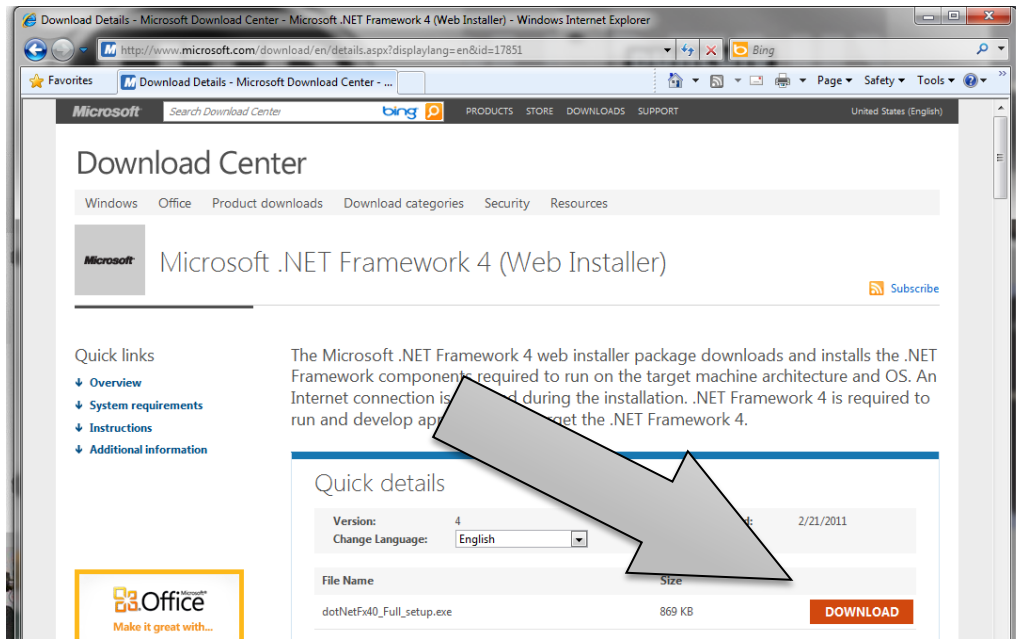 Download Details - Microsoft Download Center - Microsoft .NET Framework 4 (Web Installer) - Windows Internet Explorer
http://www.microsoft.com/download/en/details.aspx?displaylang=en&id=17851
Bing
Favorites
Download Details - Microsoft Download Center - ...
Page Safety Tools
Microsoft Search Download Center bing PRODUCTS STORE DOWNLOADS SUPPORT United States (English)
Download Center
Windows Office Product downloads Download categories Security Resources
Microsoft
Microsoft .NET Framework 4 (Web Installer)
Subscribe
Quick links
Overview
System requirements
Instructions
Additional information
The Microsoft .NET Framework 4 web installer package downloads and installs the .NET
Framework components required to run on the target machine architecture and OS. An
Internet connection is during the installation. .NET Framework 4 is required to
run and develop the .NET Framework 4.
Quick details
Version: 4 2/21/2011
Change Language: English
File Name Size
dotNetFx40_Full_setup.exe 869 KB DOWNLOAD
Microsoft
Office
Make it great with...